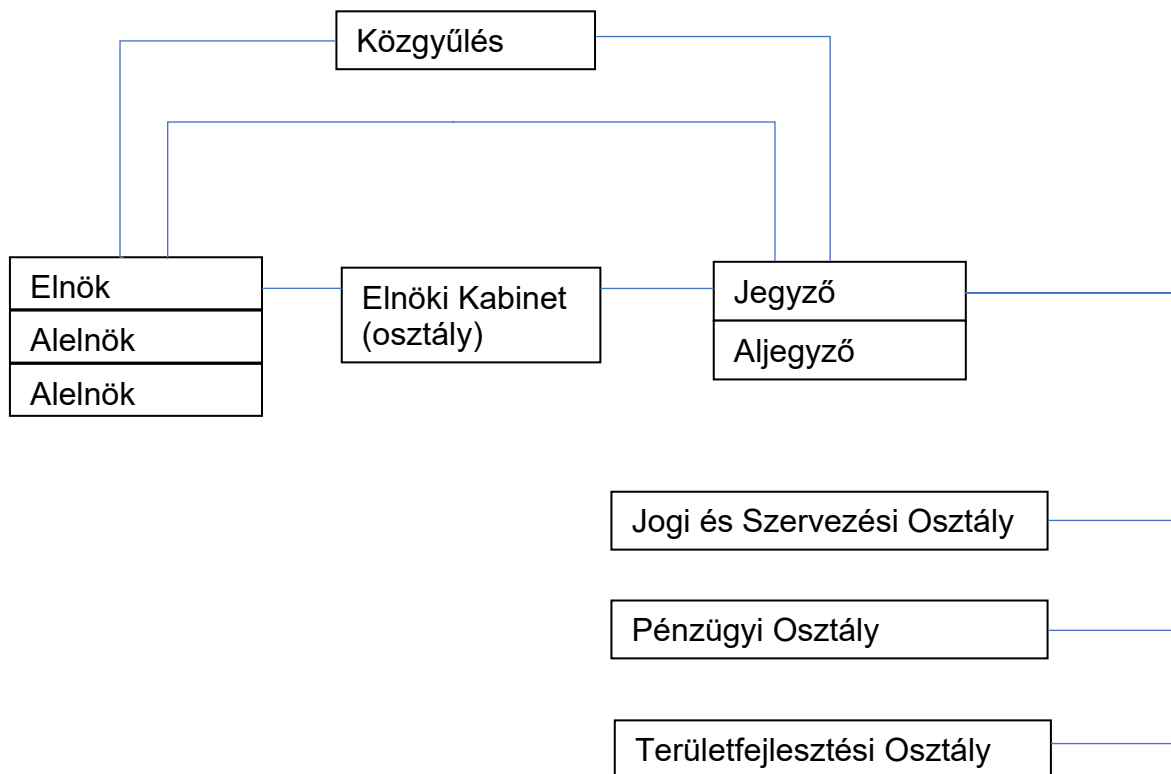 Közgyűlés
Elnök
Alelnök
Alelnök
Elnöki Kabinet
(osztály)
Jegyző
Aljegyző
Jogi és Szervezési Osztály
Pénzügyi Osztály
Területfejlesztési Osztály